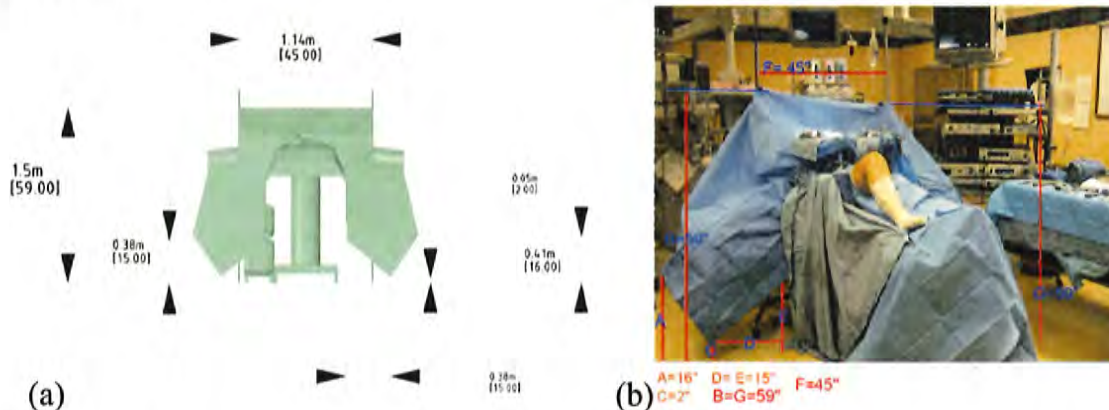 1.14m
[45.00]
1.5m
[59.00]
0.38m
[15.00]
0.05m
[2.00]
0.41m
[16.00]
0.38m
[15.00]
(a)
F= 45"
A
D
(b)
A=16" D= E=15" F=45"
C=2" B=G=59"